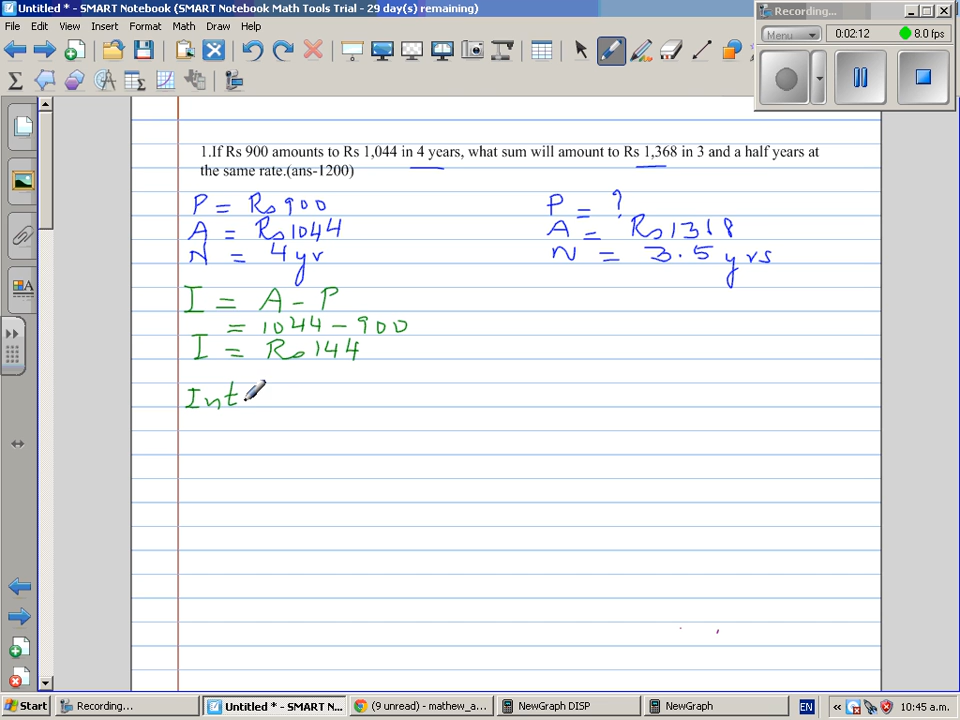 Untitled * - SMART Notebook (SMART Notebook Math Tools Trial - 29 day(s) remaining)
File Edit View Insert Format Math Draw Help
Recording...
Menu
0:02:12
8.0 fps
1.If Rs 900 amounts to Rs 1,044 in 4 years, what sum will amount to Rs 1,368 in 3 and a half years at
the same rate.(ans-1200)
P = Rs 900
A = Rs 1044
N = 4 yr
P = ?
A = Rs 1368
N = 3.5 yrs
I = A - P
= 1044 - 900
I = Rs 144
Int
Start
Recording...
Untitled * - SMART N...
(9 unread) - mathew_a...
NewGraph DISP
NewGraph
EN
10:45 a.m.